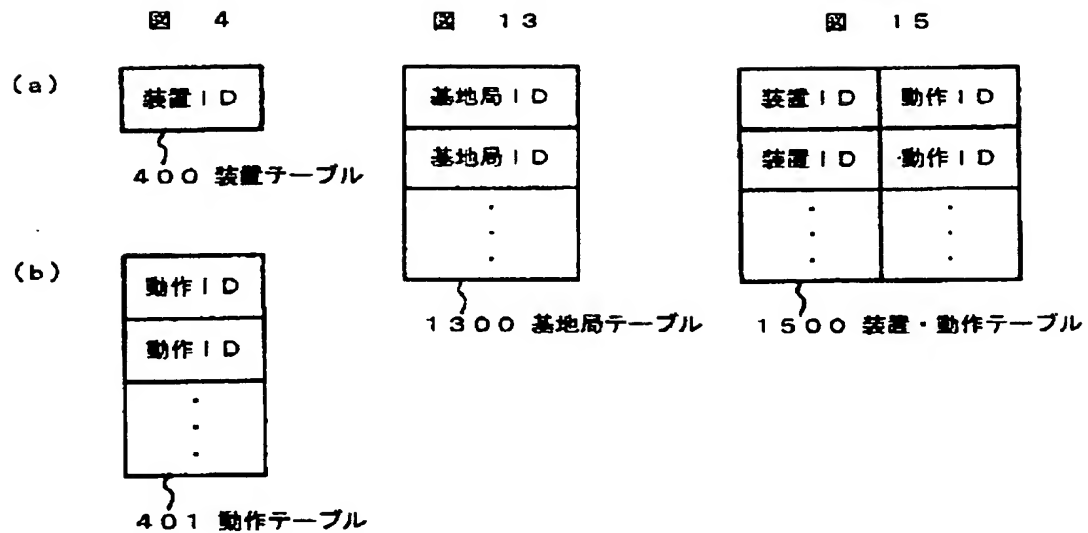 図 4
(a)
装置ID
400 装置テーブル
(b)
動作ID
動作ID
401 動作テーブル
図 13
基地局ID
基地局ID
1300 基地局テーブル
図 15
装置ID 動作ID
装置ID 動作ID
1500 装置・動作テーブル